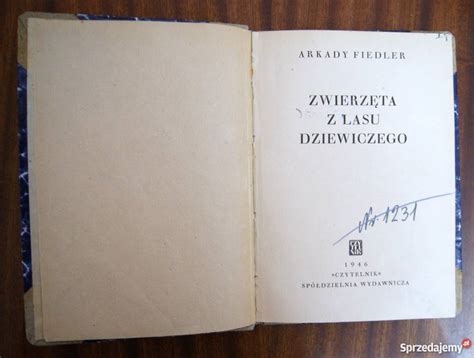 ARKADY FIEDLER
ZWIERZĘTA
Z LASU
DZIEWICZEGO
Nr. 1231
1946
«CZYTELNIK»
SPÓŁDZIELNIA WYDAWNICZA
Sprzedajemy.pl